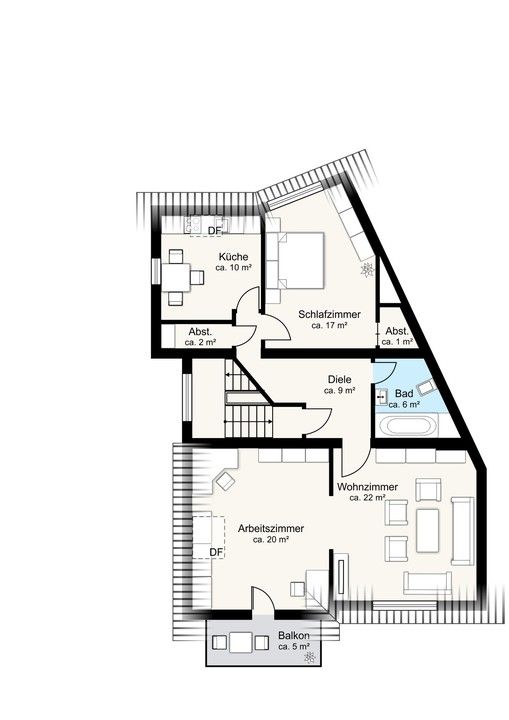 DF
Küche
ca. 10 m²
Schlafzimmer
ca. 17 m²
Abst.
ca. 2 m²
Abst.
ca. 1 m²
Diele
ca. 9 m²
Bad
ca. 6 m²
Wohnzimmer
ca. 22 m²
Arbeitszimmer
ca. 20 m²
DF
Balkon
ca. 5 m²